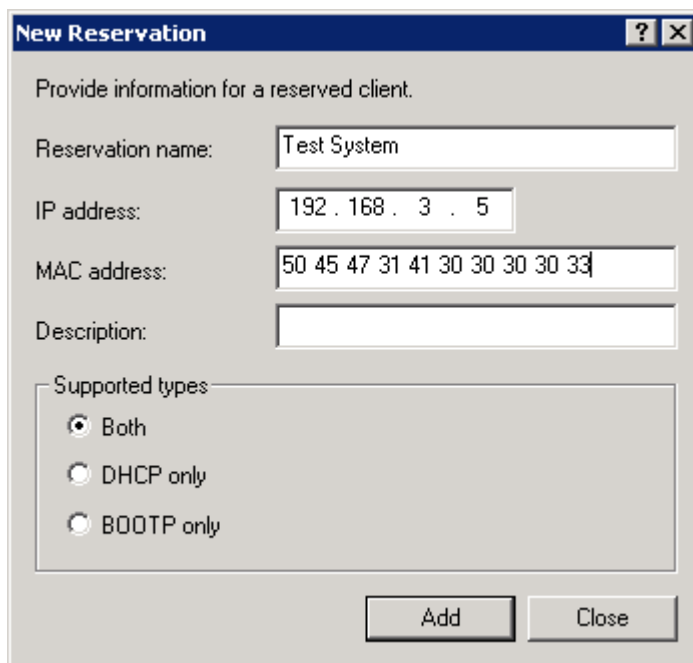 New Reservation
Provide information for a reserved client.
Reservation name: Test System
IP address: 192 . 168 . 3 . 5
MAC address: 50 45 47 31 41 30 30 30 30 33
Description:
Supported types
Both
DHCP only
BOOTP only
Add Close